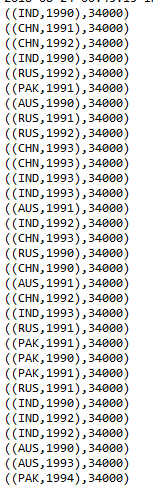 ((IND,1990),34000)
((CHN,1991),34000)
((CHN,1992),34000)
((IND,1990),34000)
((RUS,1992),34000)
((PAK,1991),34000)
((AUS,1990),34000)
((RUS,1991),34000)
((RUS,1992),34000)
((CHN,1993),34000)
((CHN,1993),34000)
((IND,1993),34000)
((IND,1993),34000)
((AUS,1991),34000)
((IND,1992),34000)
((CHN,1993),34000)
((RUS,1990),34000)
((CHN,1990),34000)
((AUS,1991),34000)
((CHN,1992),34000)
((IND,1993),34000)
((RUS,1991),34000)
((PAK,1991),34000)
((PAK,1990),34000)
((PAK,1991),34000)
((RUS,1991),34000)
((IND,1990),34000)
((IND,1992),34000)
((IND,1992),34000)
((AUS,1990),34000)
((AUS,1993),34000)
((PAK,1994),34000)